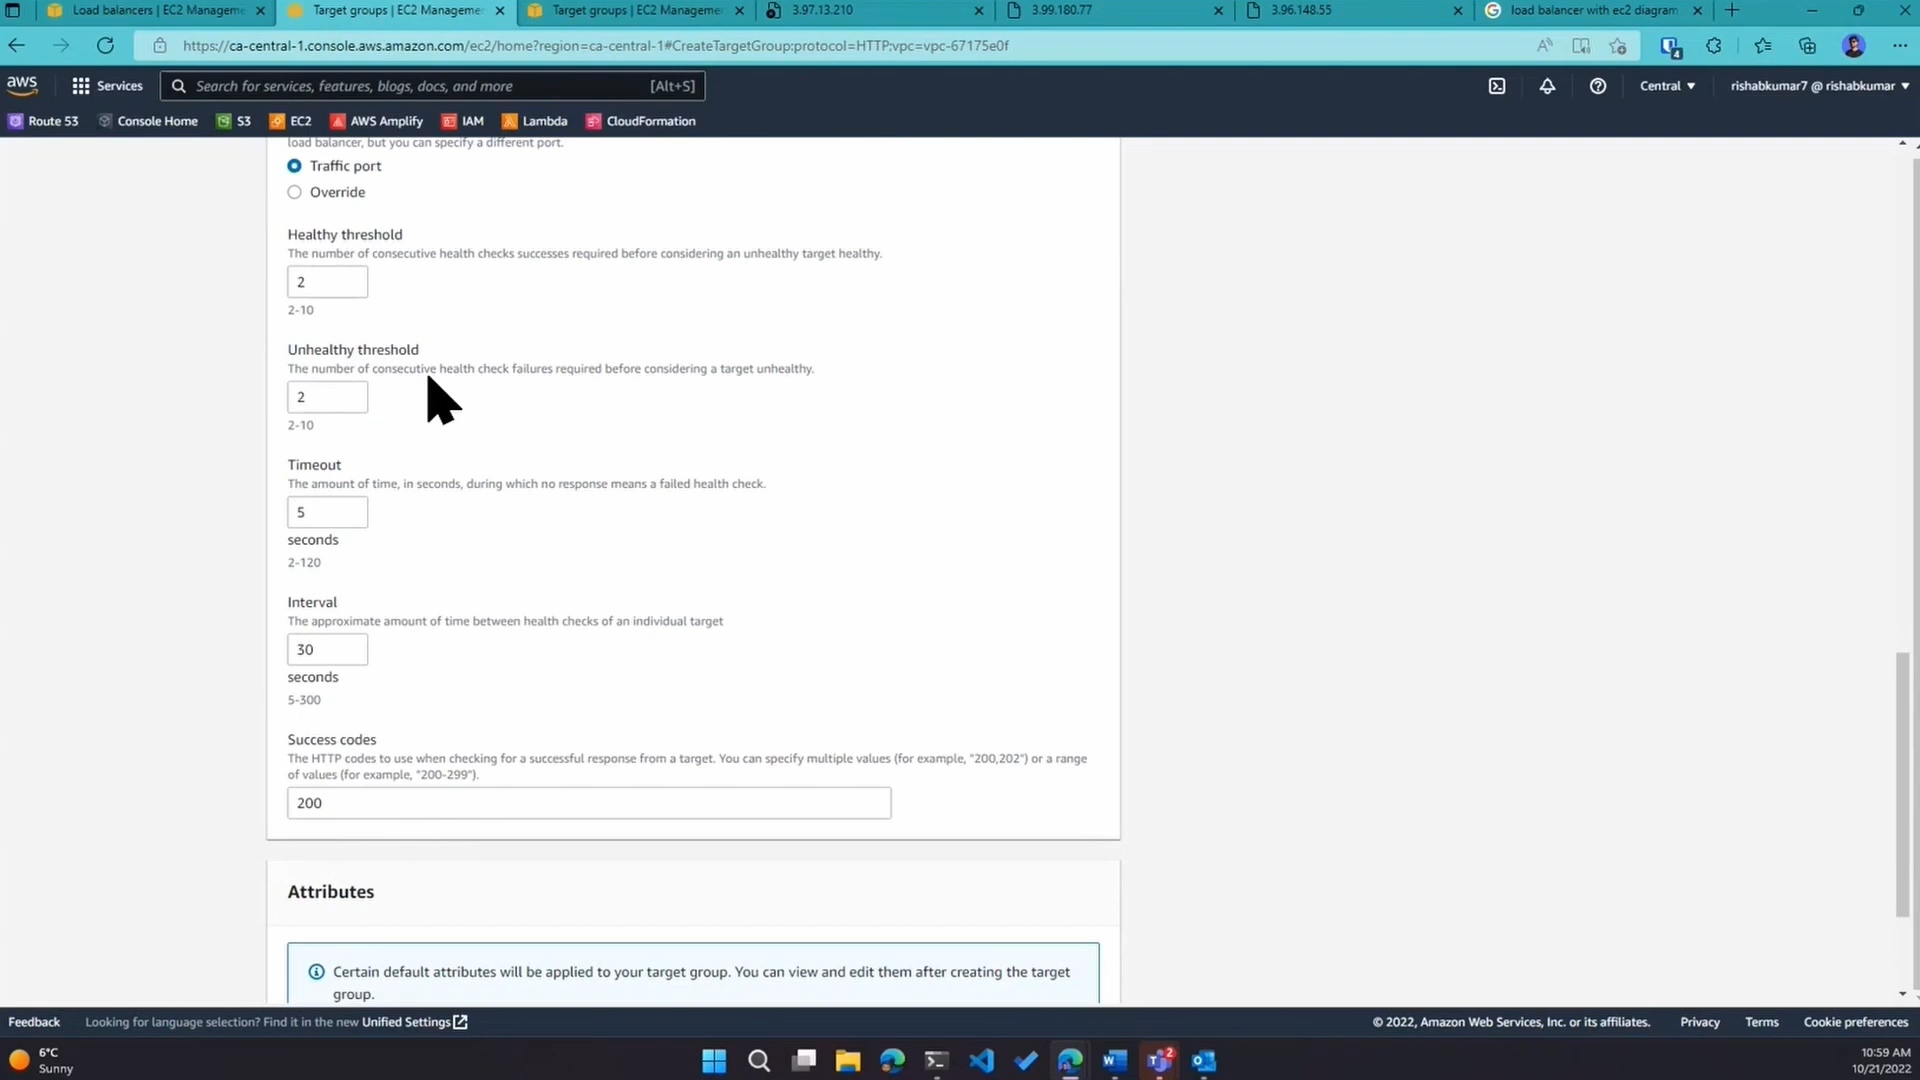 Load balancers | EC2 Manageme
Target groups | EC2 Manageme
Target groups | EC2 Manageme
3.97.13.210
3.99.180.77
3.96.148.55
load balancer with ec2 diagram
https://ca-central-1.console.aws.amazon.com/ec2/home?region=ca-central-1#CreateTargetGroup:protocol=HTTP;vpc=vpc-67175e0f
4
aws
Services
Search for services, features, blogs, docs, and more
[Alt+S]
Central
rishabkumar7 @ rishabkumar
Route 53
Console Home
S3
EC2
AWS Amplify
IAM
Lambda
CloudFormation
load balancer, but you can specify a different port.
Traffic port
Override
Healthy threshold
The number of consecutive health checks successes required before considering an unhealthy target healthy.
2
2-10
Unhealthy threshold
The number of consecutive health check failures required before considering a target unhealthy.
2
2-10
Timeout
The amount of time, in seconds, during which no response means a failed health check.
5
seconds
2-120
Interval
The approximate amount of time between health checks of an individual target
30
seconds
5-300
Success codes
The HTTP codes to use when checking for a successful response from a target. You can specify multiple values (for example, "200,202") or a range
of values (for example, "200-299").
200
Attributes
Certain default attributes will be applied to your target group. You can view and edit them after creating the target
group.
Feedback
Looking for language selection? Find it in the new Unified Settings
© 2022, Amazon Web Services, Inc. or its affiliates.
Privacy
Terms
Cookie preferences
6°C
Sunny
2
10:59 AM
10/21/2022